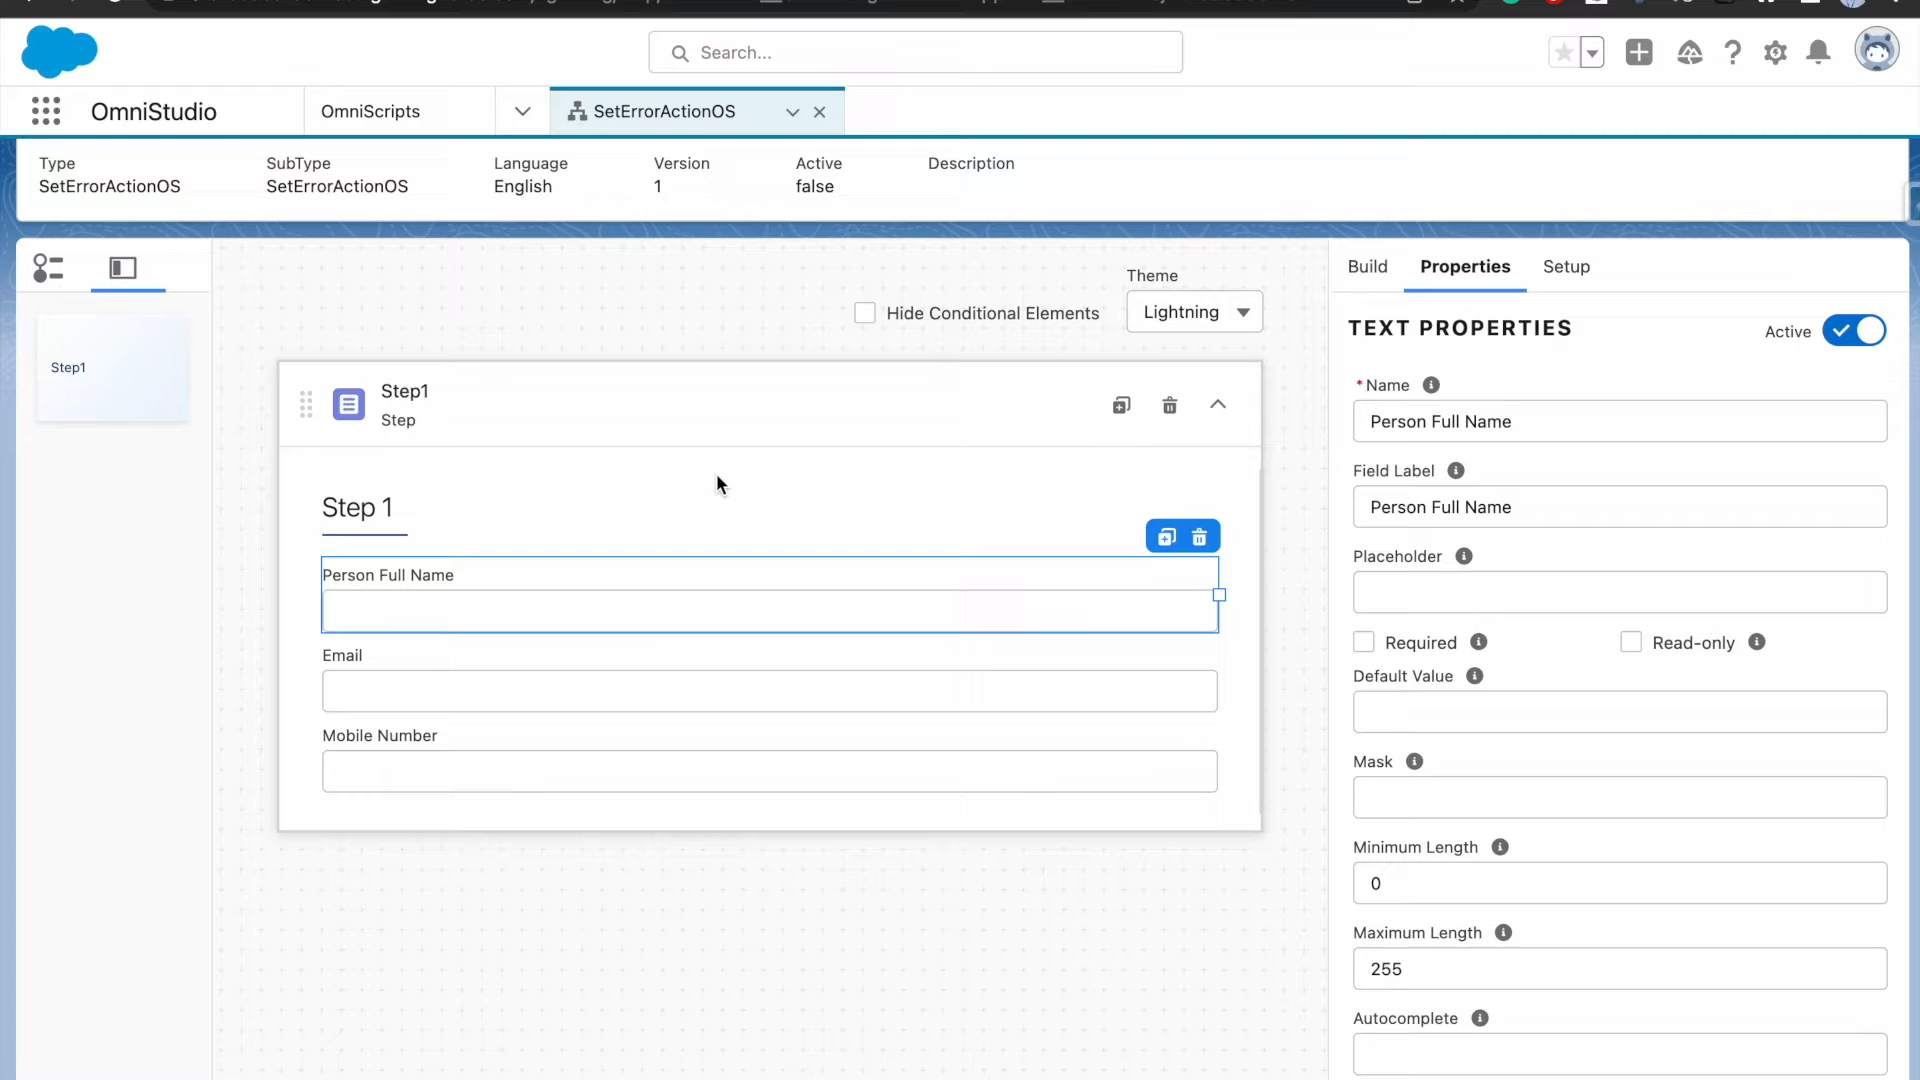 Search...
OmniStudio
OmniScripts
SetErrorActionOS
Type
SubType
Language
Version
Active
Description
SetErrorActionOS
SetErrorActionOS
English
1
false
Build
Properties
Setup
Theme
Hide Conditional Elements
Lightning
TEXT PROPERTIES
Active
Step1
Step1
Step
* Name
Person Full Name
Field Label
Person Full Name
Step 1
Placeholder
Person Full Name
Required
Read-only
Email
Default Value
Mobile Number
Mask
Minimum Length
0
Maximum Length
255
Autocomplete